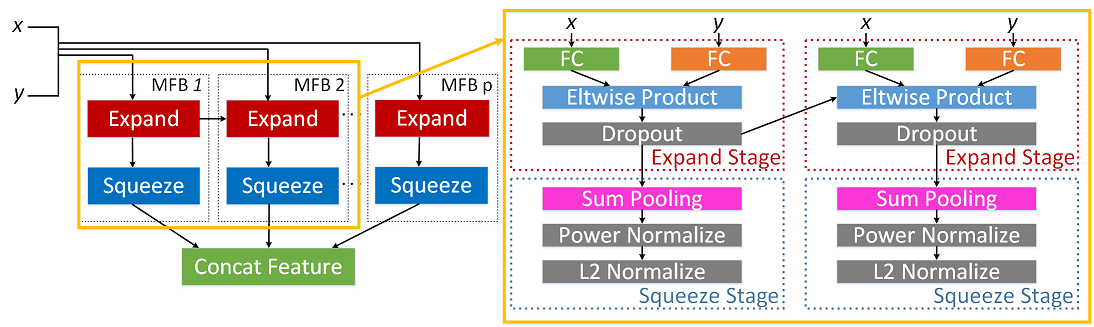 x
y
MFB 1
MFB 2
MFB p
Expand
Expand
...
Expand
Squeeze
Squeeze
...
Squeeze
Concat Feature
x
y
FC
FC
Eltwise Product
Dropout
Expand Stage
Sum Pooling
Power Normalize
L2 Normalize
Squeeze Stage
x
y
FC
FC
Eltwise Product
Dropout
Expand Stage
Sum Pooling
Power Normalize
L2 Normalize
Squeeze Stage